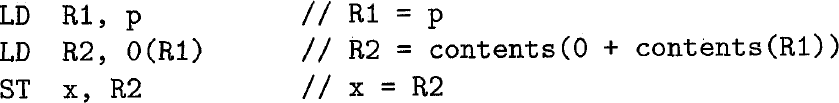 LD R1, p // R1 = p
LD R2, 0(R1) // R2 = contents(0 + contents(R1))
ST x, R2 // x = R2